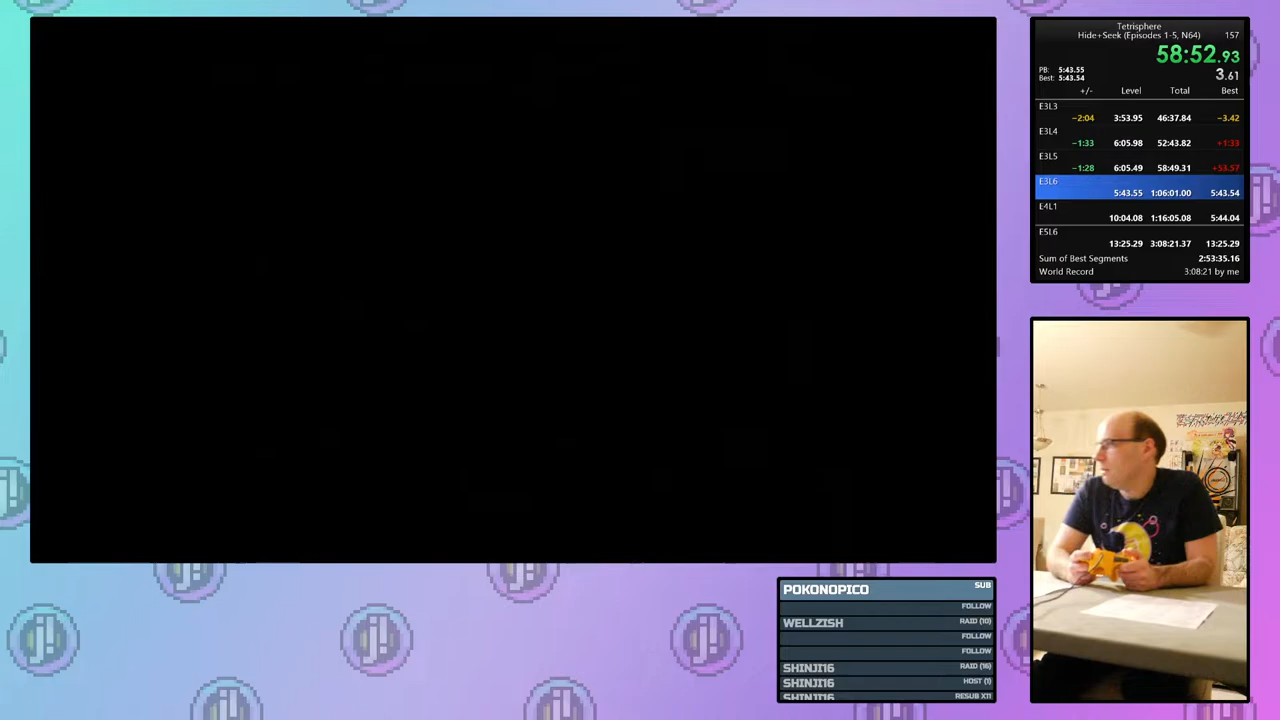 Tetrisphere
Hide+Seek (Episodes 1-5, N64) 157
58:52.93
PB: 5:43.55
Best: 5:43.54
3.61
+/- Level Total Best
E3L3
−2:04 3:53.95 46:37.84 −3.42
E3L4
−1:33 6:05.98 52:43.82 +1:33
E3L5
−1:28 6:05.49 58:49.31 +53.57
E3L6
5:43.55 1:06:01.00 5:43.54
E4L1
10:04.08 1:16:05.08 5:44.04
E5L6
13:25.29 3:08:21.37 13:25.29
Sum of Best Segments 2:53:35.16
World Record 3:08:21 by me
POKONOPICO SUB
FOLLOW
WELLZISH RAID (10)
FOLLOW
FOLLOW
SHINJI16 RAID (16)
SHINJI16 HOST (1)
SHINJI16 RESUB X11
j!
j!
j!
j!
j!
j!